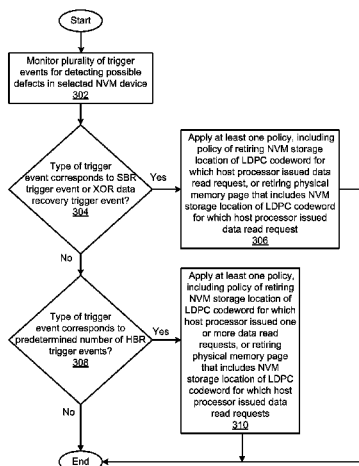 Start
Monitor plurality of trigger
events for detecting possible
defects in selected NVM device
302
Type of trigger
event corresponds to SBR
trigger event or XOR data
recovery trigger event?
304
Yes
Apply at least one policy, including
policy of retiring NVM storage
location of LDPC codeword for
which host processor issued data
read request, or retiring physical
memory page that includes NVM
storage location of LDPC codeword
for which host processor issued
data read request
306
No
Type of trigger
event corresponds to
predetermined number of HBR
trigger events?
308
Yes
Apply at least one policy,
including policy of retiring
NVM storage location of
LDPC codeword for which
host processor issued one
or more data read
requests, or retiring
physical memory page
that includes NVM
storage location of LDPC
codeword for which host
processor issued data
read requests
310
No
End